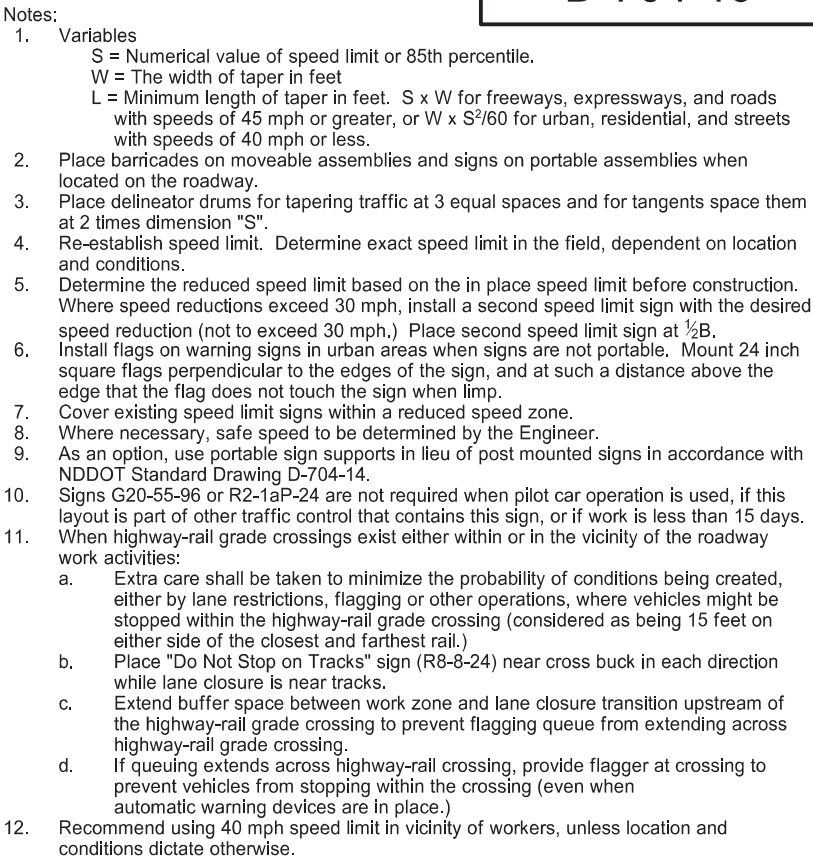 Notes:
1. Variables
S = Numerical value of speed limit or 85th percentile.
W = The width of taper in feet
L = Minimum length of taper in feet. S x W for freeways, expressways, and roads
with speeds of 45 mph or greater, or W x S²/60 for urban, residential, and streets
with speeds of 40 mph or less.
2. Place barricades on moveable assemblies and signs on portable assemblies when
located on the roadway.
3. Place delineator drums for tapering traffic at 3 equal spaces and for tangents space them
at 2 times dimension "S".
4. Re-establish speed limit. Determine exact speed limit in the field, dependent on location
and conditions.
5. Determine the reduced speed limit based on the in place speed limit before construction.
Where speed reductions exceed 30 mph, install a second speed limit sign with the desired
speed reduction (not to exceed 30 mph.) Place second speed limit sign at ½B.
6. Install flags on warning signs in urban areas when signs are not portable. Mount 24 inch
square flags perpendicular to the edges of the sign, and at such a distance above the
edge that the flag does not touch the sign when limp.
7. Cover existing speed limit signs within a reduced speed zone.
8. Where necessary, safe speed to be determined by the Engineer.
9. As an option, use portable sign supports in lieu of post mounted signs in accordance with
NDDOT Standard Drawing D-704-14.
10. Signs G20-55-96 or R2-1aP-24 are not required when pilot car operation is used, if this
layout is part of other traffic control that contains this sign, or if work is less than 15 days.
11. When highway-rail grade crossings exist either within or in the vicinity of the roadway
work activities:
a. Extra care shall be taken to minimize the probability of conditions being created,
either by lane restrictions, flagging or other operations, where vehicles might be
stopped within the highway-rail grade crossing (considered as being 15 feet on
either side of the closest and farthest rail.)
b. Place "Do Not Stop on Tracks" sign (R8-8-24) near cross buck in each direction
while lane closure is near tracks.
c. Extend buffer space between work zone and lane closure transition upstream of
the highway-rail grade crossing to prevent flagging queue from extending across
highway-rail grade crossing.
d. If queuing extends across highway-rail crossing, provide flagger at crossing to
prevent vehicles from stopping within the crossing (even when
automatic warning devices are in place.)
12. Recommend using 40 mph speed limit in vicinity of workers, unless location and
conditions dictate otherwise.